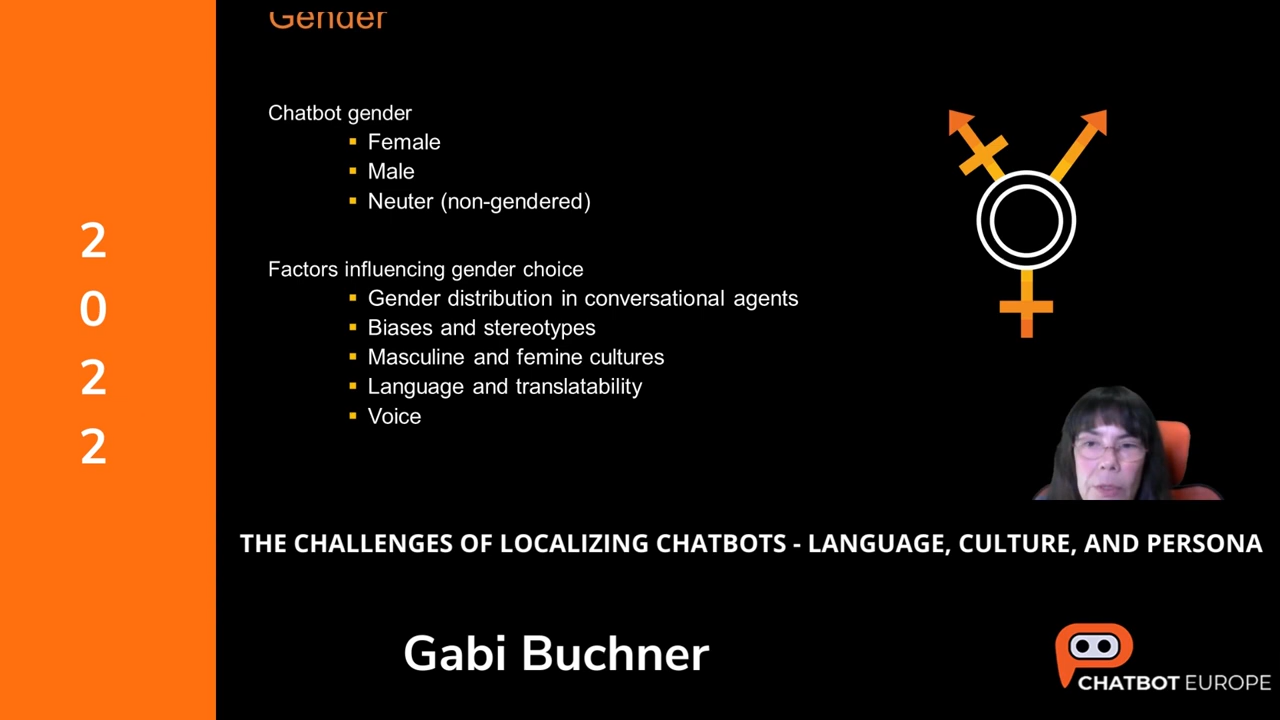 Gender
Chatbot gender
▪ Female
▪ Male
▪ Neuter (non-gendered)
Factors influencing gender choice
▪ Gender distribution in conversational agents
▪ Biases and stereotypes
▪ Masculine and femine cultures
▪ Language and translatability
▪ Voice
2
0
2
2
THE CHALLENGES OF LOCALIZING CHATBOTS - LANGUAGE, CULTURE, AND PERSONA
Gabi Buchner
CHATBOT EUROPE